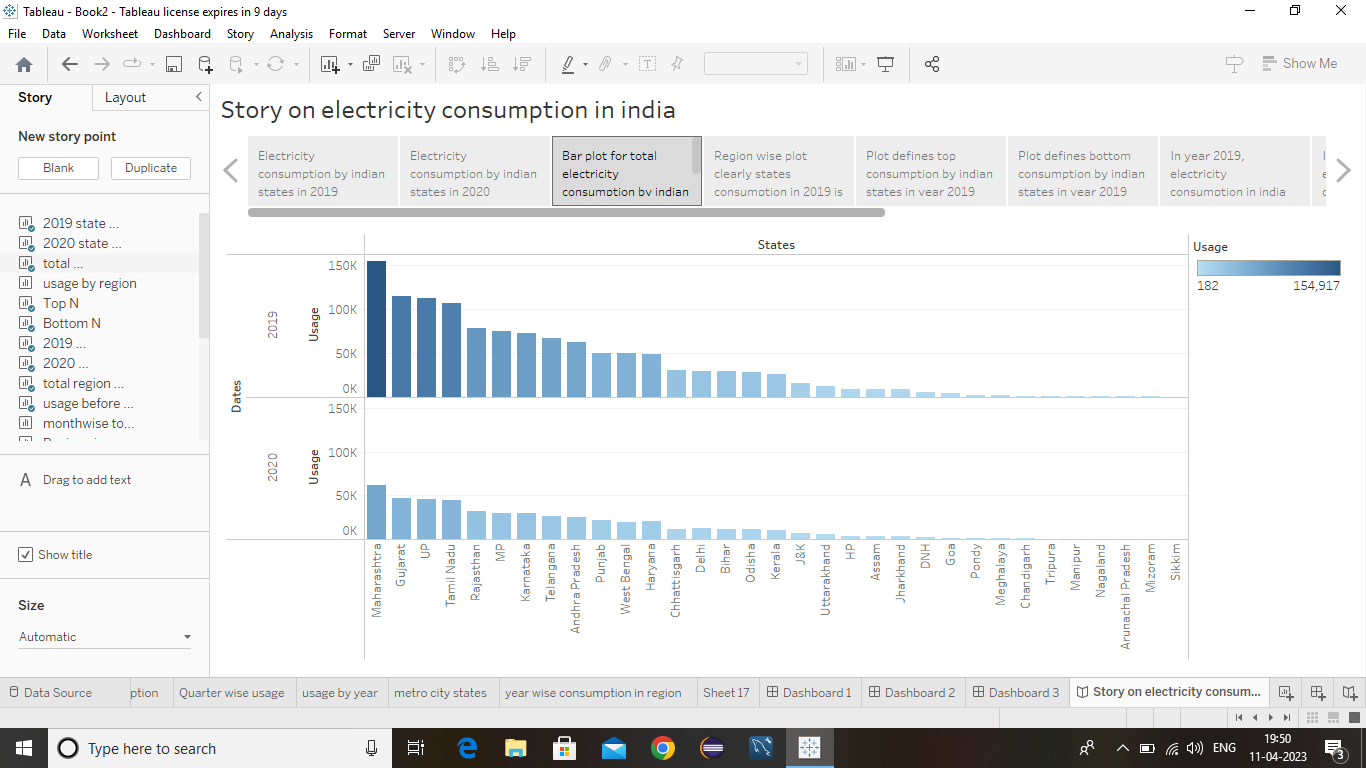 Tableau - Book2 - Tableau license expires in 9 days
File Data Worksheet Dashboard Story Analysis Format Server Window Help
Show Me
Story Layout
New story point
Blank Duplicate
2019 state ...
2020 state ...
total ...
usage by region
Top N
Bottom N
2019 ...
2020 ...
total region ...
usage before ...
monthwise to...
A Drag to add text
Show title
Size
Automatic
Story on electricity consumption in india
Electricity
consumption by indian
states in 2019
Electricity
consumption by indian
states in 2020
Bar plot for total
electricity
consumption by indian
Region wise plot
clearly states
consumption in 2019 is
Plot defines top
consumption by indian
states in year 2019
Plot defines bottom
consumption by indian
states in year 2019
In year 2019,
electricity
consumption in india
States
Dates
2019
Usage
150K
100K
50K
0K
2020
Usage
150K
100K
50K
0K
Maharashtra
Gujarat
UP
Tamil Nadu
Rajasthan
MP
Karnataka
Telangana
Andhra Pradesh
Punjab
West Bengal
Haryana
Chhattisgarh
Delhi
Bihar
Odisha
Kerala
J&K
Uttarakhand
HP
Assam
Jharkhand
DNH
Goa
Pondy
Meghalaya
Chandigarh
Tripura
Manipur
Nagaland
Arunachal Pradesh
Mizoram
Sikkim
Usage
182 154,917
Data Source ption Quarter wise usage usage by year metro city states year wise consumption in region Sheet 17 Dashboard 1 Dashboard 2 Dashboard 3 Story on electricity consum...
Type here to search
ENG
19:50
11-04-2023
3